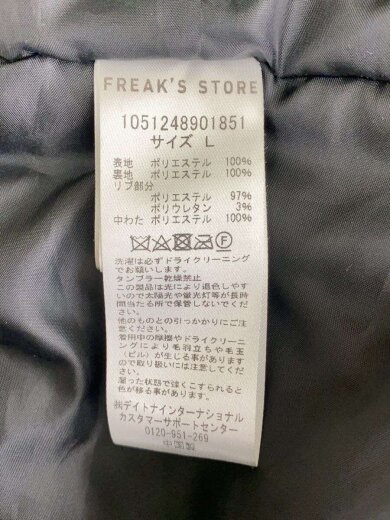 FREAK'S STORE
1051248901851
サイズ L
表地 ポリエステル 100%
裏地 ポリエステル 100%
リブ部分
ポリエステル 97%
ポリウレタン 3%
中わた ポリエステル 100%
F
洗濯は必ずドライクリーニング
でお願いします。
タンブラー乾燥禁止
この製品は光により退色しやす
いので太陽光や蛍光灯等が長時
間当たる所で保管しないでくだ
さい。
他のものとの引っかかりにご注
意ください。
着用中の摩擦やドライクリーニ
ングにより毛羽立ちや毛玉
(ピル)が生じる事があります
ので取り扱いには注意してくだ
さい。
湿った状態で強くこすられると
色が移る事があります。
㈱デイトナインターナショナル
カスタマーサポートセンター
0120-951-269
中国製